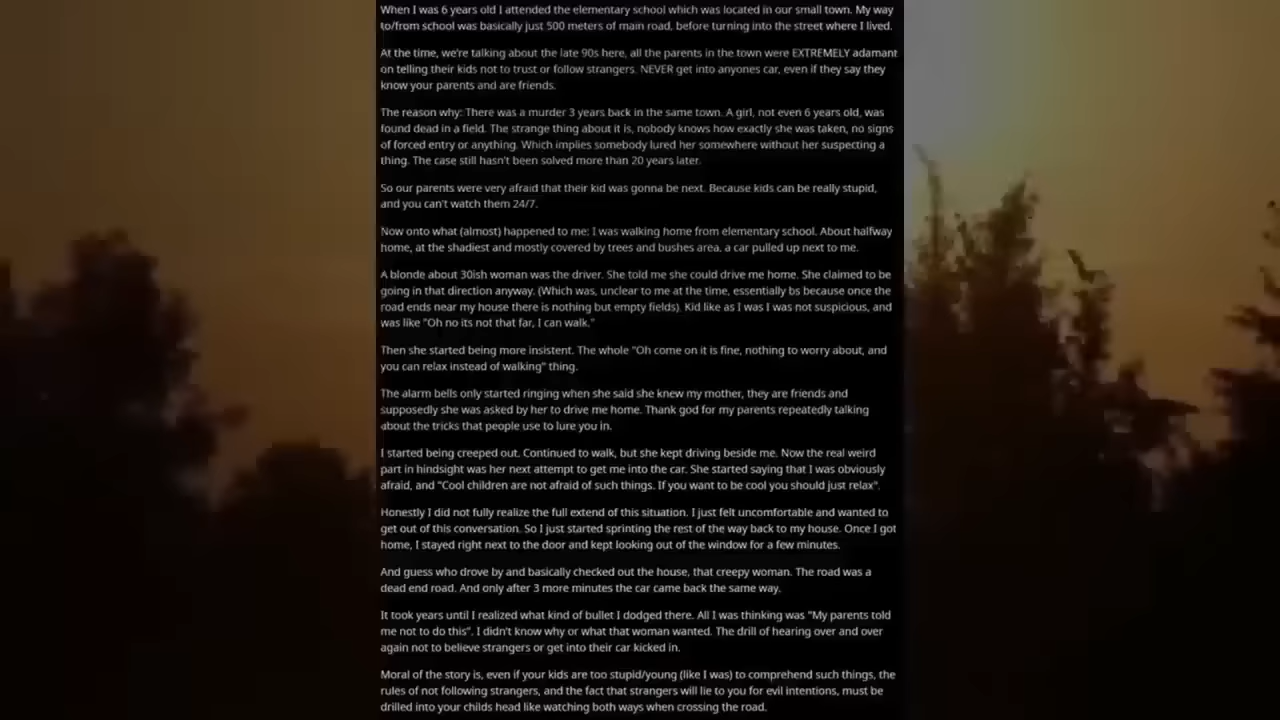 When I was 6 years old I attended the elementary school which was located in our small town. My way
to/from school was basically just 500 meters of main road, before turning into the street where I lived.
At the time, we're talking about the late 90s here, all the parents in the town were EXTREMELY adamant
on telling their kids not to trust or follow strangers. NEVER get into anyones car, even if they say they
know your parents and are friends.
The reason why: There was a murder 3 years back in the same town. A girl, not even 6 years old, was
found dead in a field. The strange thing about it is, nobody knows how exactly she was taken, no signs
of forced entry or anything. Which implies somebody lured her somewhere without her suspecting a
thing. The case still hasn't been solved more than 20 years later.
So our parents were very afraid that their kid was gonna be next. Because kids can be really stupid,
and you can't watch them 24/7.
Now onto what (almost) happened to me: I was walking home from elementary school. About halfway
home, at the shadiest and mostly covered by trees and bushes area, a car pulled up next to me.
A blonde about 30ish woman was the driver. She told me she could drive me home. She claimed to be
going in that direction anyway. (Which was, unclear to me at the time, essentially bs because once the
road ends near my house there is nothing but empty fields). Kid like as I was I was not suspicious, and
was like "Oh no its not that far, I can walk."
Then she started being more insistent. The whole "Oh come on it is fine, nothing to worry about, and
you can relax instead of walking" thing.
The alarm bells only started ringing when she said she knew my mother, they are friends and
supposedly she was asked by her to drive me home. Thank god for my parents repeatedly talking
about the tricks that people use to lure you in.
I started being creeped out. Continued to walk, but she kept driving beside me. Now the real weird
part in hindsight was her next attempt to get me into the car. She started saying that I was obviously
afraid, and "Cool children are not afraid of such things. If you want to be cool you should just relax".
Honestly I did not fully realize the full extend of this situation. I just felt uncomfortable and wanted to
get out of this conversation. So I just started sprinting the rest of the way back to my house. Once I got
home, I stayed right next to the door and kept looking out of the window for a few minutes.
And guess who drove by and basically checked out the house, that creepy woman. The road was a
dead end road. And only after 3 more minutes the car came back the same way.
It took years until I realized what kind of bullet I dodged there. All I was thinking was "My parents told
me not to do this". I didn't know why or what that woman wanted. The drill of hearing over and over
again not to believe strangers or get into their car kicked in.
Moral of the story is, even if your kids are too stupid/young (like I was) to comprehend such things, the
rules of not following strangers, and the fact that strangers will lie to you for evil intentions, must be
drilled into your childs head like watching both ways when crossing the road.